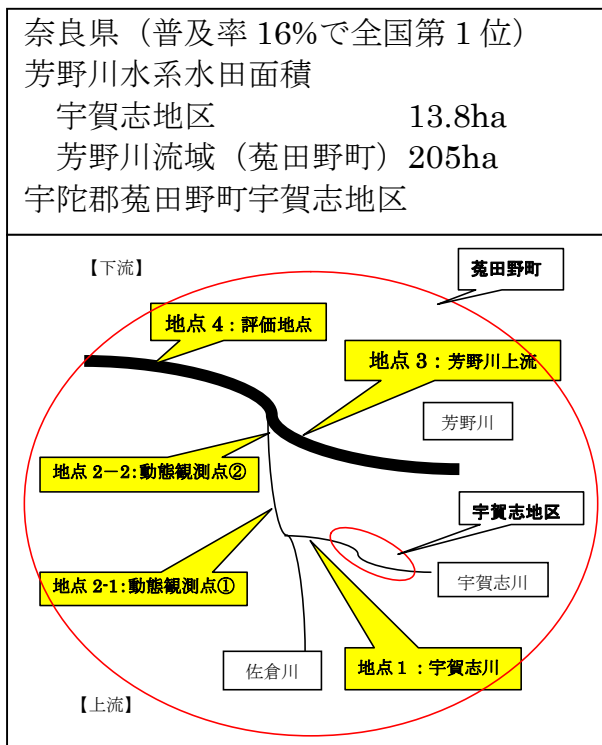 奈良県（普及率 16%で全国第 1 位）
芳野川水系水田面積
宇賀志地区 13.8ha
芳野川流域（菟田野町）205ha
宇陀郡菟田野町宇賀志地区
【下流】
菟田野町
地点 4：評価地点
地点 3：芳野川上流
芳野川
地点 2－2：動態観測点②
宇賀志地区
地点 2-1：動態観測点①
宇賀志川
佐倉川
地点 1 ：宇賀志川
【上流】